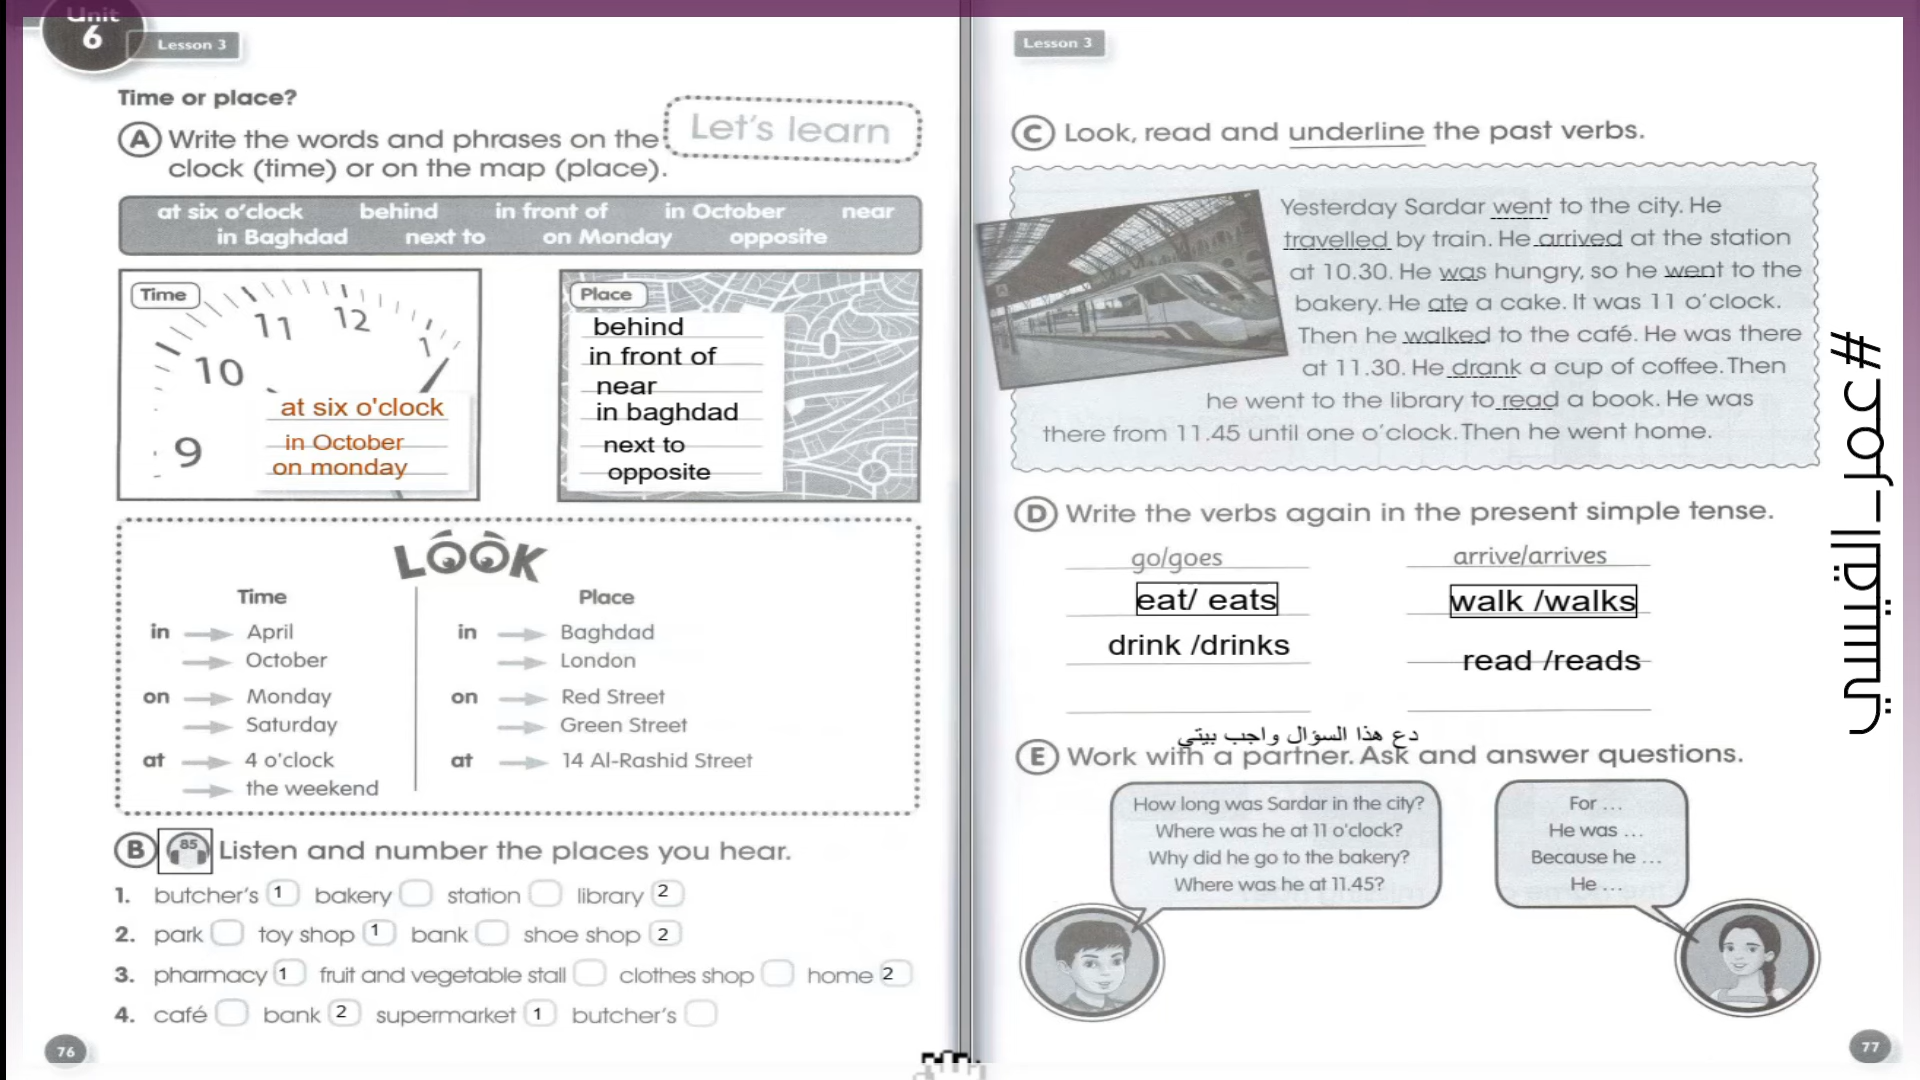 Unit
6
Lesson 3
Time or place?
A Write the words and phrases on the
clock (time) or on the map (place).
Let's learn
at six o'clock behind in front of in October near
in Baghdad next to on Monday opposite
Time
11 12 1
10
9
at six o'clock
in October
on monday
Place
behind
in front of
near
in baghdad
next to
opposite
LOOK
Time Place
in April in Baghdad
October London
on Monday on Red Street
Saturday Green Street
at 4 o'clock at 14 Al-Rashid Street
the weekend
B 85 Listen and number the places you hear.
1. butcher's 1 bakery station library 2
2. park toy shop 1 bank shoe shop 2
3. pharmacy 1 fruit and vegetable stall clothes shop home 2
4. café bank 2 supermarket 1 butcher's
76
Lesson 3
C Look, read and underline the past verbs.
Yesterday Sardar went to the city. He
travelled by train. He arrived at the station
at 10.30. He was hungry, so he went to the
bakery. He ate a cake. It was 11 o'clock.
Then he walked to the café. He was there
at 11.30. He drank a cup of coffee. Then
he went to the library to read a book. He was
there from 11.45 until one o'clock. Then he went home.
D Write the verbs again in the present simple tense.
go/goes arrive/arrives
eat/ eats walk /walks
drink /drinks read /reads
دع هذا السؤال واجب بيتي
E Work with a partner. Ask and answer questions.
How long was Sardar in the city?
Where was he at 11 o'clock?
Why did he go to the bakery?
Where was he at 11.45?
For ...
He was ...
Because he ...
He ...
77